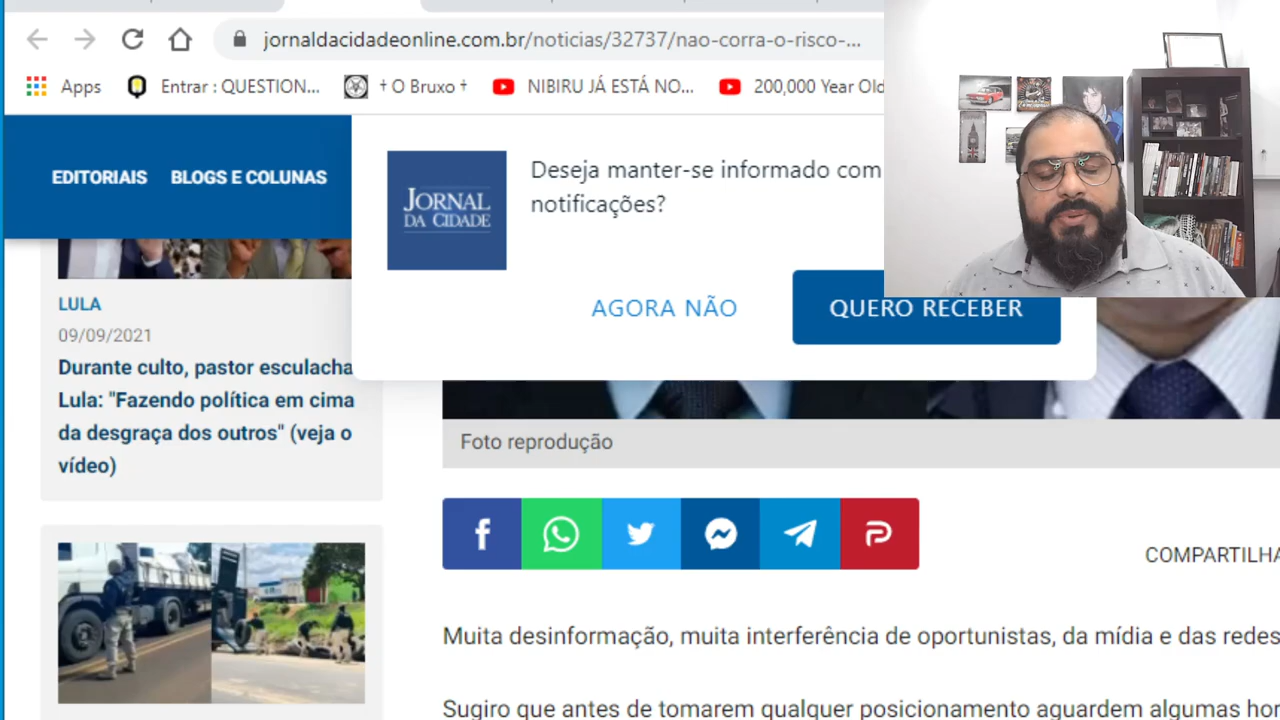 jornaldacidadeonline.com.br/noticias/32737/nao-corra-o-risco-...
Apps
Entrar : QUESTION...
† O Bruxo †
NIBIRU JÁ ESTÁ NO...
200,000 Year Old
EDITORIAIS
BLOGS E COLUNAS
JORNAL
DA CIDADE
Deseja manter-se informado com
notificações?
AGORA NÃO
QUERO RECEBER
LULA
09/09/2021
Durante culto, pastor esculacha
Lula: "Fazendo política em cima
da desgraça dos outros" (veja o
vídeo)
Foto reprodução
COMPARTILHA
Muita desinformação, muita interferência de oportunistas, da mídia e das redes
Sugiro que antes de tomarem qualquer posicionamento aguardem algumas hor